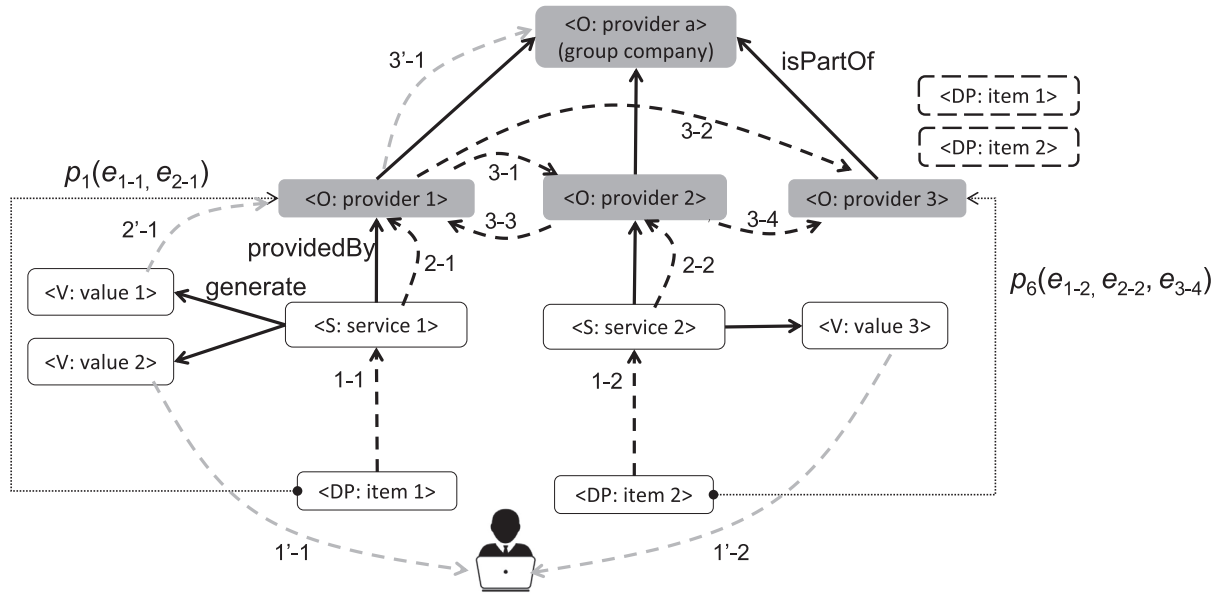 <O: provider a>
(group company)
3'-1
isPartOf
<DP: item 1>
<DP: item 2>
3-2
p1(e1-1, e2-1)
3-1
<O: provider 1>
<O: provider 2>
<O: provider 3>
3-3
3-4
2'-1
providedBy
2-1
2-2
<V: value 1>
generate
p6(e1-2, e2-2, e3-4)
<S: service 1>
<S: service 2>
<V: value 3>
<V: value 2>
1-1
1-2
<DP: item 1>
<DP: item 2>
1'-1
1'-2